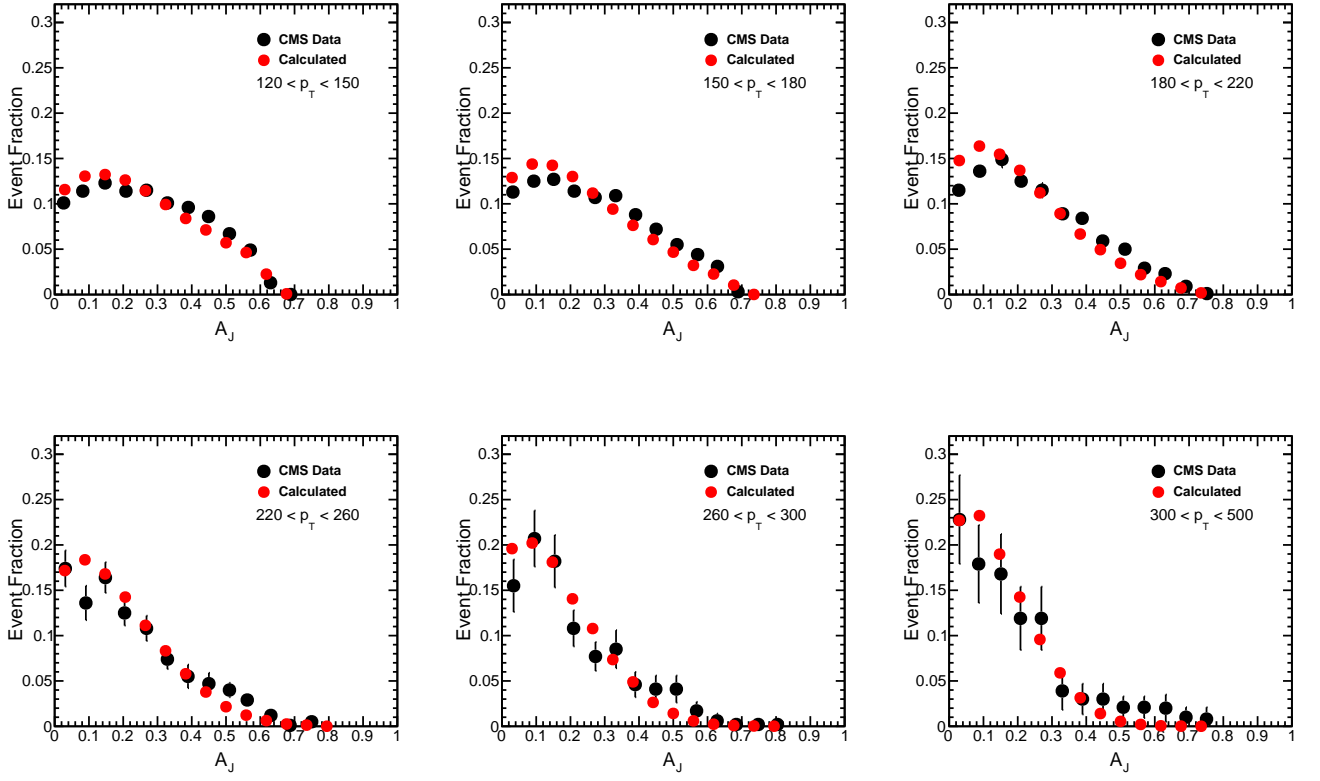 0.3
0.25
0.2
0.15
0.1
0.05
0
Event Fraction
CMS Data
Calculated
120 < p_T < 150
0 0.1 0.2 0.3 0.4 0.5 0.6 0.7 0.8 0.9 1
A_J
0.3
0.25
0.2
0.15
0.1
0.05
0
Event Fraction
CMS Data
Calculated
150 < p_T < 180
0 0.1 0.2 0.3 0.4 0.5 0.6 0.7 0.8 0.9 1
A_J
0.3
0.25
0.2
0.15
0.1
0.05
0
Event Fraction
CMS Data
Calculated
180 < p_T < 220
0 0.1 0.2 0.3 0.4 0.5 0.6 0.7 0.8 0.9 1
A_J
0.3
0.25
0.2
0.15
0.1
0.05
0
Event Fraction
CMS Data
Calculated
220 < p_T < 260
0 0.1 0.2 0.3 0.4 0.5 0.6 0.7 0.8 0.9 1
A_J
0.3
0.25
0.2
0.15
0.1
0.05
0
Event Fraction
CMS Data
Calculated
260 < p_T < 300
0 0.1 0.2 0.3 0.4 0.5 0.6 0.7 0.8 0.9 1
A_J
0.3
0.25
0.2
0.15
0.1
0.05
0
Event Fraction
CMS Data
Calculated
300 < p_T < 500
0 0.1 0.2 0.3 0.4 0.5 0.6 0.7 0.8 0.9 1
A_J